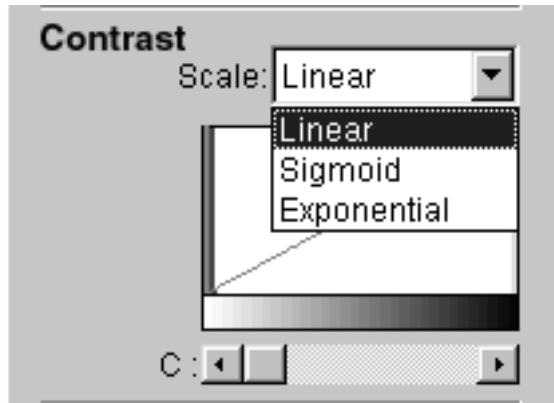 Contrast
Scale: Linear
Linear
Sigmoid
Exponential
C :